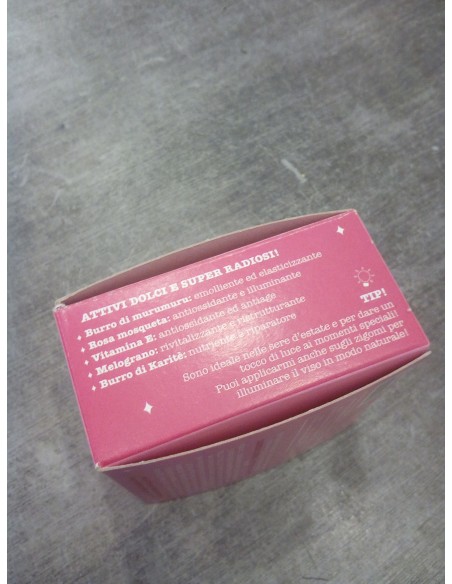 ATTIVI DOLCI E SUPER RADIOSI!
Burro di murumuru: emolliente ed elasticizzante
Rosa mosqueta: antiossidante e illuminante
Vitamina E: antiossidante ed antiage
Melograno: rivitalizzante e ristrutturante
Burro di Karitè: nutriente e riparatore
TIP!
Sono ideale nelle sere d'estate e per dare un
tocco di luce ai momenti speciali!
Puoi applicarmi anche sugli zigomi per
illuminare il viso in modo naturale!